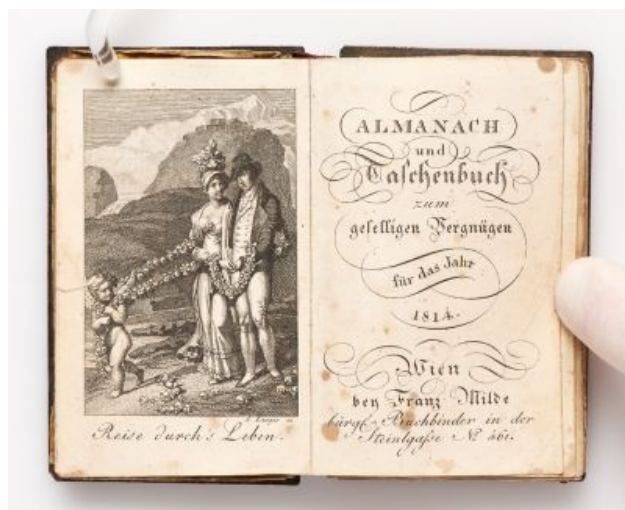 Reise durch's Leben.
ALMANACH
und
Taschenbuch
zum
geselligen Vergnügen
für das Jahr
1814.
Wien
bey Franz Milde
bürgl. Buchbinder in der
Steinlgasse No 561.